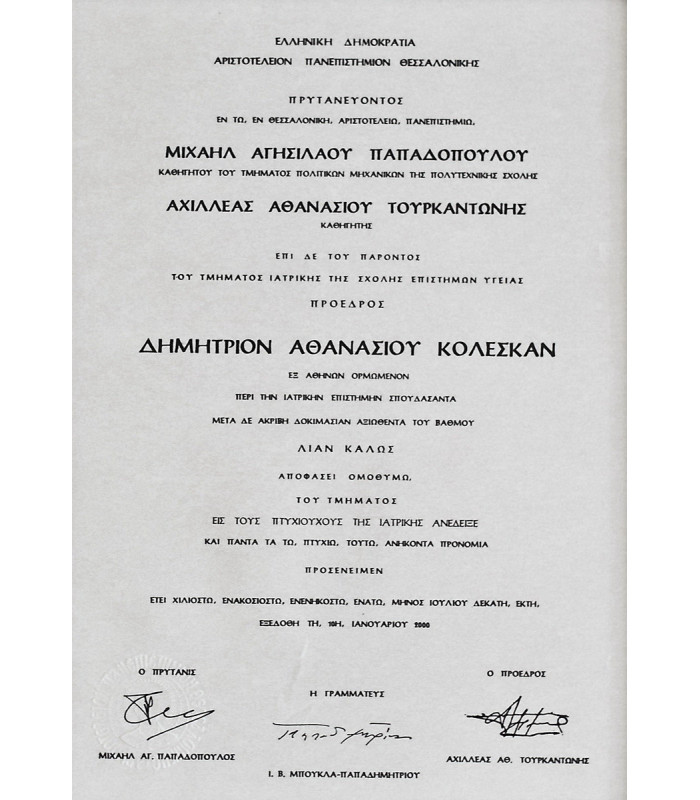 ΕΛΛΗΝΙΚΗ ΔΗΜΟΚΡΑΤΙΑ
ΑΡΙΣΤΟΤΕΛΕΙΟΝ ΠΑΝΕΠΙΣΤΗΜΙΟΝ ΘΕΣΣΑΛΟΝΙΚΗΣ
ΠΡΥΤΑΝΕΥΟΝΤΟΣ
ΕΝ ΤΩ, ΕΝ ΘΕΣΣΑΛΟΝΙΚΗ, ΑΡΙΣΤΟΤΕΛΕΙΩ, ΠΑΝΕΠΙΣΤΗΜΙΩ,
ΜΙΧΑΗΛ ΑΓΗΣΙΛΑΟΥ ΠΑΠΑΔΟΠΟΥΛΟΥ
ΚΑΘΗΓΗΤΟΥ ΤΟΥ ΤΜΗΜΑΤΟΣ ΠΟΛΙΤΙΚΩΝ ΜΗΧΑΝΙΚΩΝ ΤΗΣ ΠΟΛΥΤΕΧΝΙΚΗΣ ΣΧΟΛΗΣ
ΑΧΙΛΛΕΑΣ ΑΘΑΝΑΣΙΟΥ ΤΟΥΡΚΑΝΤΩΝΗΣ
ΚΑΘΗΓΗΤΗΣ
ΕΠΙ ΔΕ ΤΟΥ ΠΑΡΟΝΤΟΣ
ΤΟΥ ΤΜΗΜΑΤΟΣ ΙΑΤΡΙΚΗΣ ΤΗΣ ΣΧΟΛΗΣ ΕΠΙΣΤΗΜΩΝ ΥΓΕΙΑΣ
ΠΡΟΕΔΡΟΣ
ΔΗΜΗΤΡΙΟΝ ΑΘΑΝΑΣΙΟΥ ΚΟΛΕΣΚΑΝ
ΕΞ ΑΘΗΝΩΝ ΟΡΜΩΜΕΝΟΝ
ΠΕΡΙ ΤΗΝ ΙΑΤΡΙΚΗΝ ΕΠΙΣΤΗΜΗΝ ΣΠΟΥΔΑΣΑΝΤΑ
ΜΕΤΑ ΔΕ ΑΚΡΙΒΗ ΔΟΚΙΜΑΣΙΑΝ ΑΞΙΩΘΕΝΤΑ ΤΟΥ ΒΑΘΜΟΥ
ΛΙΑΝ ΚΑΛΩΣ
ΑΠΟΦΑΣΕΙ ΟΜΟΘΥΜΩ,
ΤΟΥ ΤΜΗΜΑΤΟΣ
ΕΙΣ ΤΟΥΣ ΠΤΥΧΙΟΥΧΟΥΣ ΤΗΣ ΙΑΤΡΙΚΗΣ ΑΝΕΔΕΙΞΕ
ΚΑΙ ΠΑΝΤΑ ΤΑ ΤΩ, ΠΤΥΧΙΩ, ΤΟΥΤΩ, ΑΝΗΚΟΝΤΑ ΠΡΟΝΟΜΙΑ
ΠΡΟΣΕΝΕΙΜΕΝ
ΕΤΕΙ ΧΙΛΙΟΣΤΩ, ΕΝΑΚΟΣΙΟΣΤΩ, ΕΝΕΝΗΚΟΣΤΩ, ΕΝΑΤΩ, ΜΗΝΟΣ ΙΟΥΛΙΟΥ ΔΕΚΑΤΗ, ΕΚΤΗ,
ΕΞΕΔΟΘΗ ΤΗ, 10Η, ΙΑΝΟΥΑΡΙΟΥ 2000
Ο ΠΡΥΤΑΝΙΣ
Η ΓΡΑΜΜΑΤΕΥΣ
Ο ΠΡΟΕΔΡΟΣ
ΜΙΧΑΗΛ ΑΓ. ΠΑΠΑΔΟΠΟΥΛΟΣ
Ι. Β. ΜΠΟΥΚΛΑ-ΠΑΠΑΔΗΜΗΤΡΙΟΥ
ΑΧΙΛΛΕΑΣ ΑΘ. ΤΟΥΡΚΑΝΤΩΝΗΣ